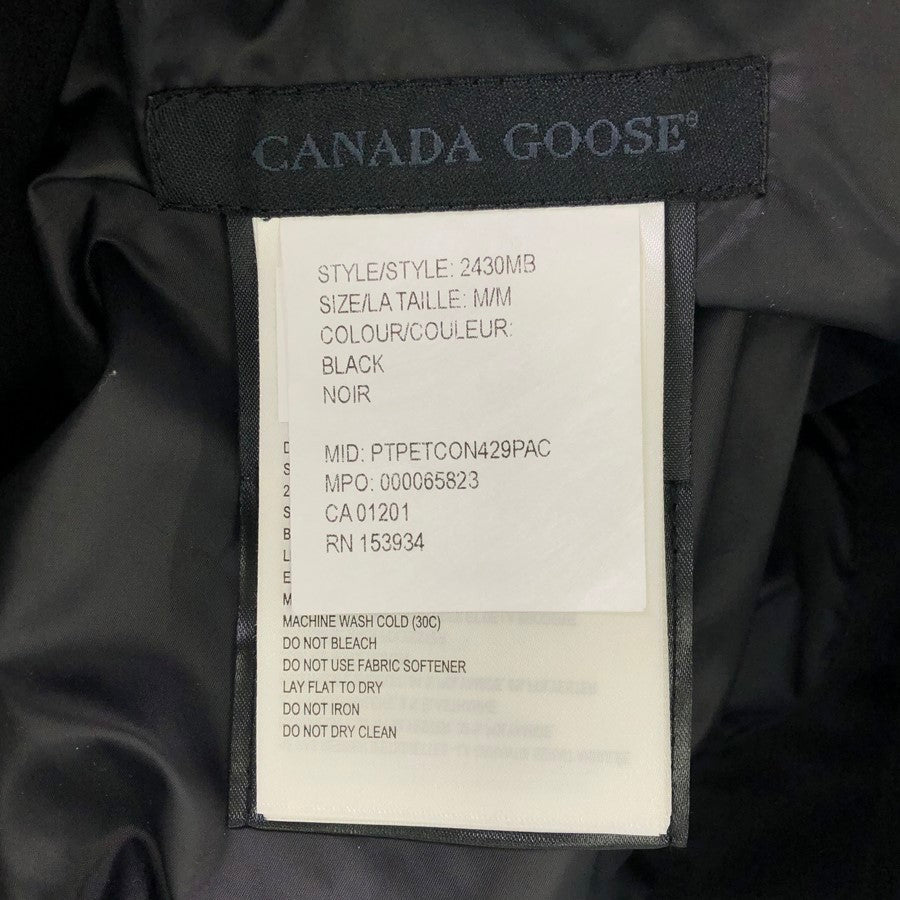 CANADA GOOSE®
STYLE/STYLE: 2430MB
SIZE/LA TAILLE: M/M
COLOUR/COULEUR:
BLACK
NOIR
MID: PTPETCON429PAC
MPO: 000065823
CA 01201
RN 153934
D
S
2
S
B
L
E
M
MACHINE WASH COLD (30C)
DO NOT BLEACH
DO NOT USE FABRIC SOFTENER
LAY FLAT TO DRY
DO NOT IRON
DO NOT DRY CLEAN